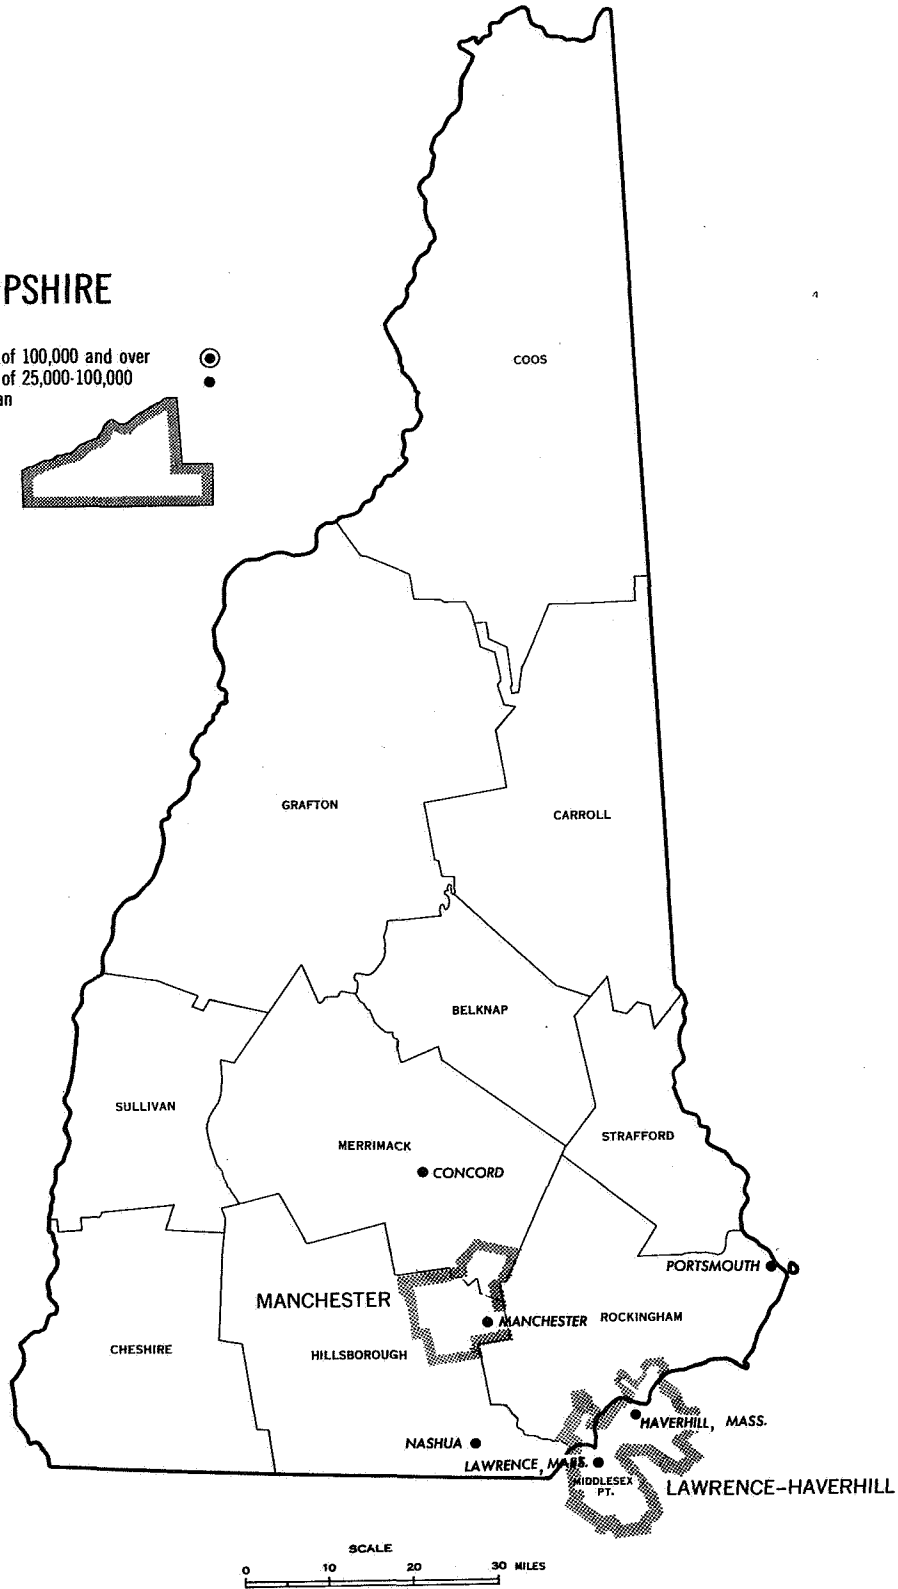 PSHIRE
of 100,000 and over
of 25,000-100,000
an
COOS
GRAFTON
CARROLL
BELKNAP
SULLIVAN
STRAFFORD
MERRIMACK
CONCORD
PORTSMOUTH
MANCHESTER
MANCHESTER
ROCKINGHAM
CHESHIRE
HILLSBOROUGH
HAVERHILL, MASS.
NASHUA
LAWRENCE, MASS.
MIDDLESEX
PT.
LAWRENCE-HAVERHILL
SCALE
0 10 20 30 MILES